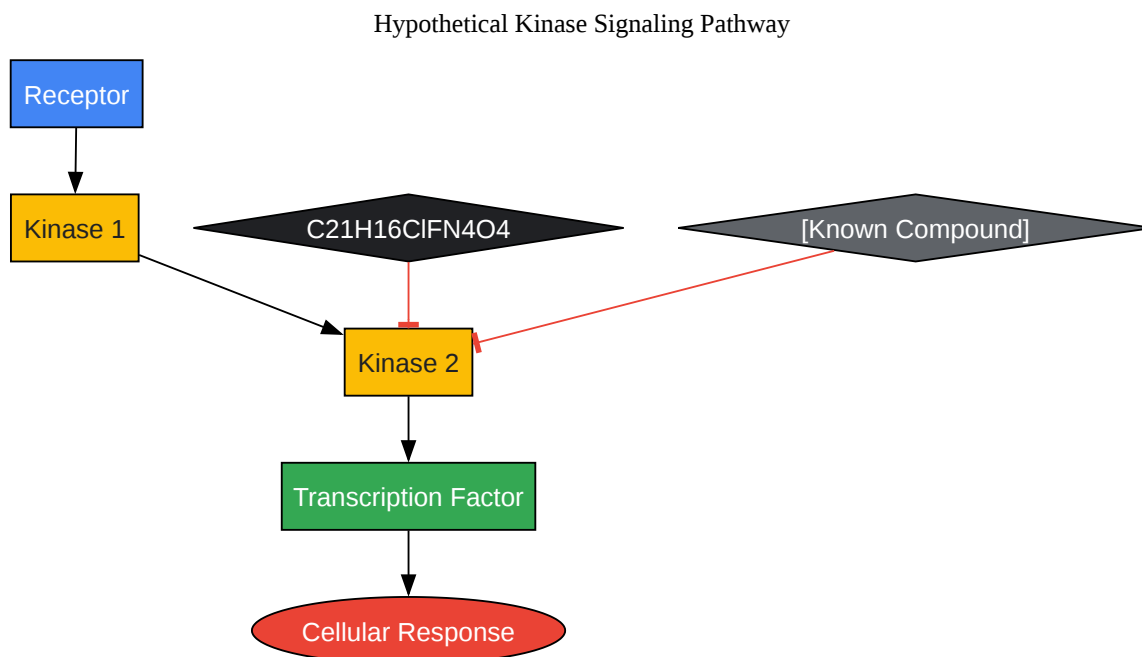 Hypothetical Kinase Signaling Pathway
Receptor
Kinase 1
C21H16ClFN4O4
[Known Compound]
Kinase 2
Transcription Factor
Cellular Response